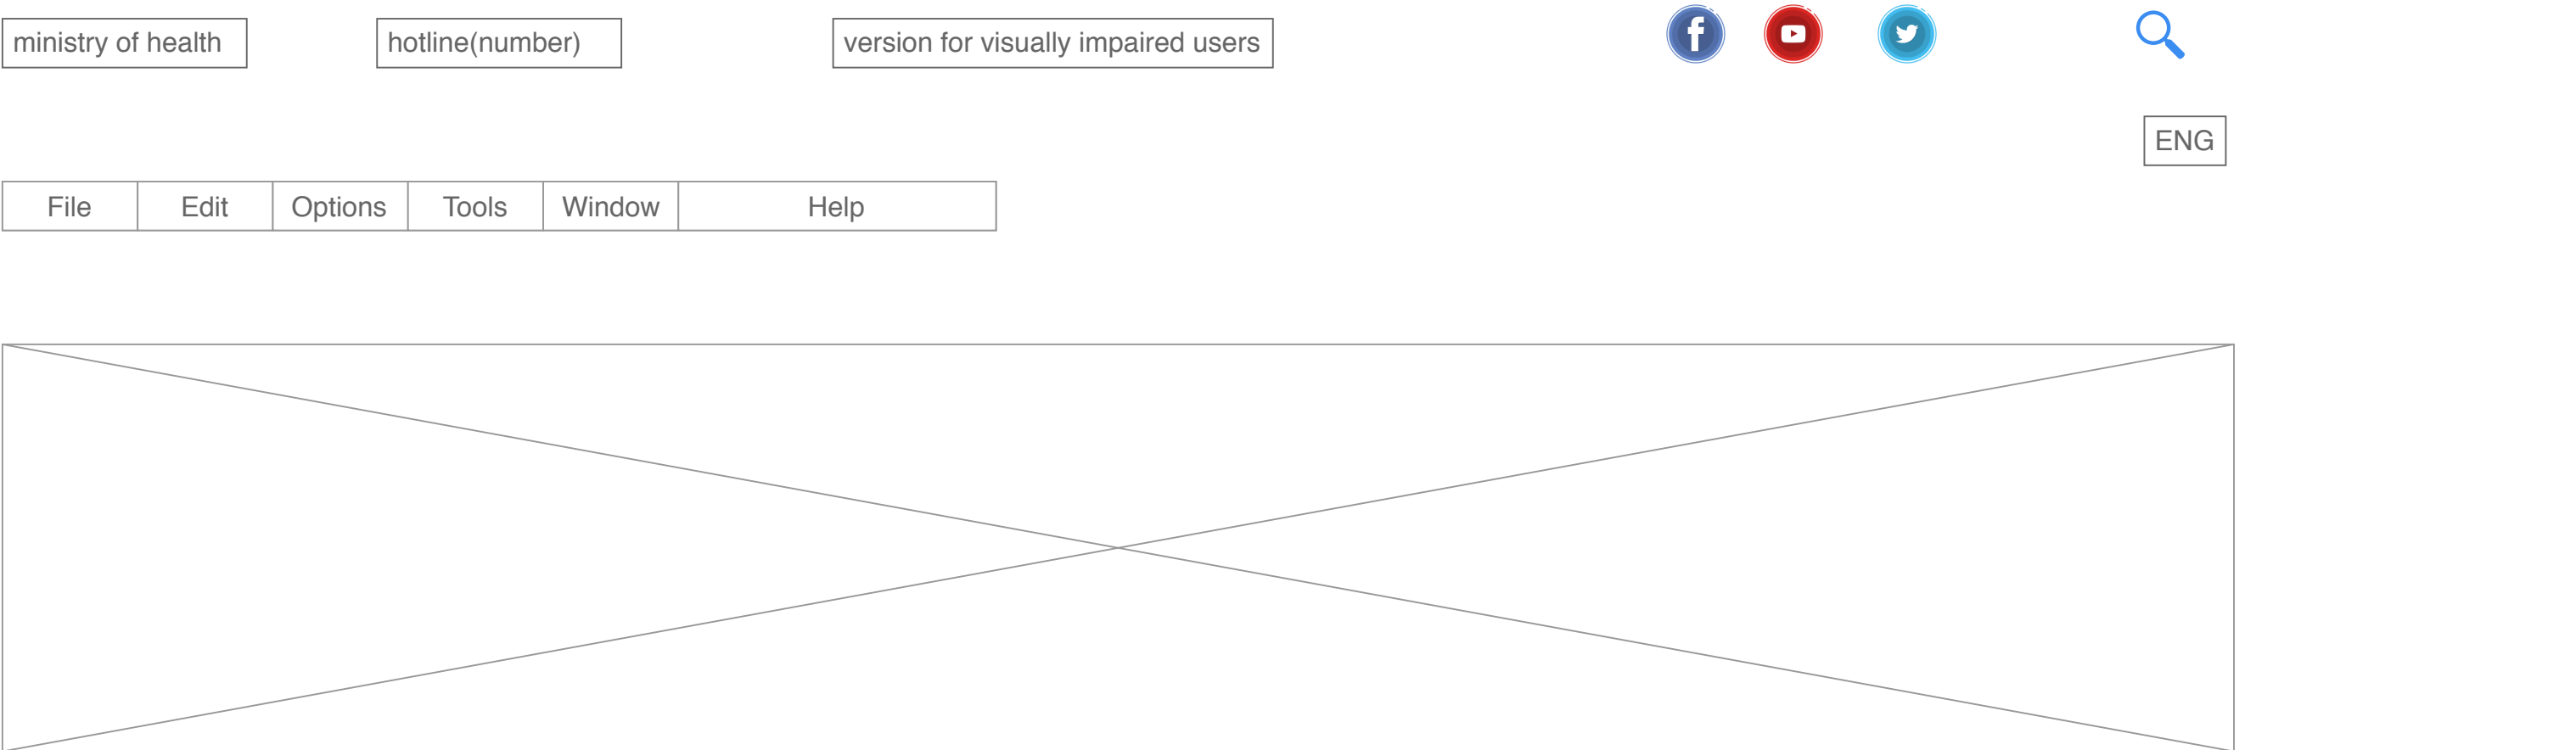 ministry of health
hotline(number)
version for visually impaired users
ENG
File Edit Options Tools Window Help